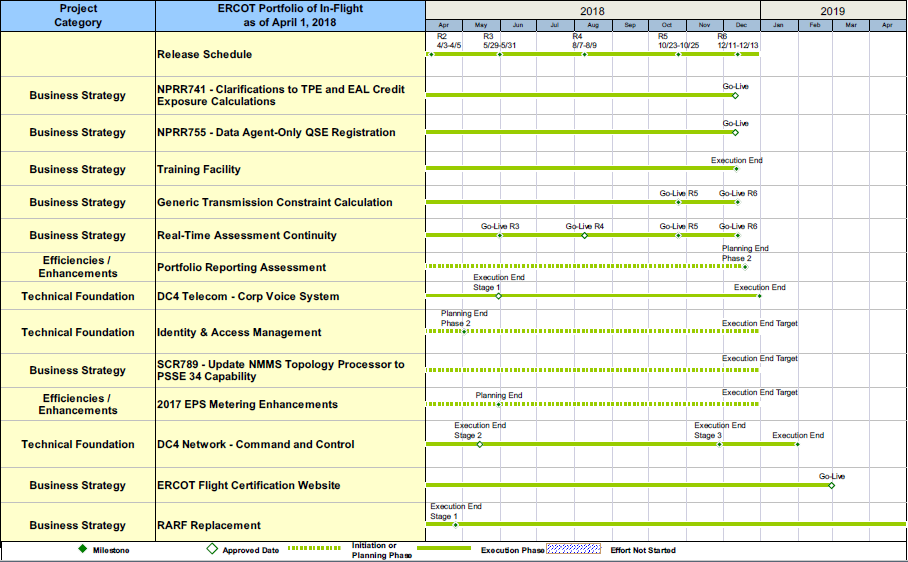 Project
Category
ERCOT Portfolio of In-Flight
as of April 1, 2018
2018
2019
Apr May Jun Jul Aug Sep Oct Nov Dec Jan Feb Mar Apr
Release Schedule
R2
4/3-4/5
R3
5/29-5/31
R4
8/7-8/9
R5
10/23-10/25
R6
12/11-12/13
Business Strategy
NPRR741 - Clarifications to TPE and EAL Credit
Exposure Calculations
Go-Live
Business Strategy
NPRR755 - Data Agent-Only QSE Registration
Go-Live
Business Strategy
Training Facility
Execution End
Business Strategy
Generic Transmission Constraint Calculation
Go-Live R5
Go-Live R6
Business Strategy
Real-Time Assessment Continuity
Go-Live R3
Go-Live R4
Go-Live R5
Go-Live R6
Efficiencies /
Enhancements
Portfolio Reporting Assessment
Planning End
Phase 2
Technical Foundation
DC4 Telecom - Corp Voice System
Execution End
Stage 1
Execution End
Technical Foundation
Identity & Access Management
Planning End
Phase 2
Execution End Target
Business Strategy
SCR789 - Update NMMS Topology Processor to
PSSE 34 Capability
Execution End Target
Efficiencies /
Enhancements
2017 EPS Metering Enhancements
Planning End
Execution End Target
Technical Foundation
DC4 Network - Command and Control
Execution End
Stage 2
Execution End
Stage 3
Execution End
Business Strategy
ERCOT Flight Certification Website
Go-Live
Business Strategy
RARF Replacement
Execution End
Stage 1
Milestone
Approved Date
Initiation or
Planning Phase
Execution Phase
Effort Not Started